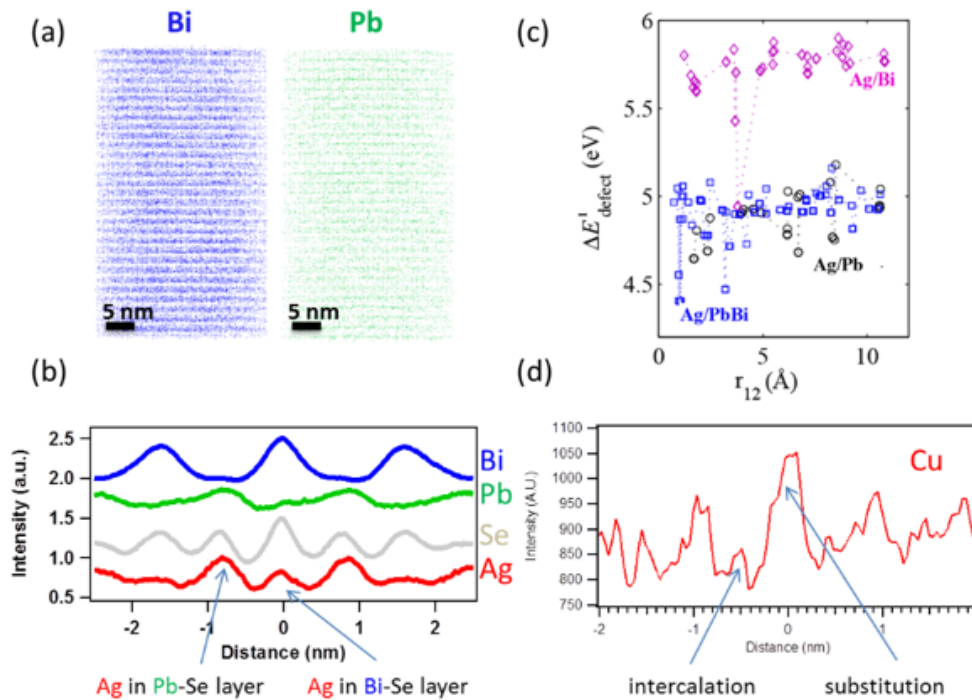 (a)
Bi
Pb
5 nm
5 nm
(c)
ΔE¹defect (eV)
6
5.5
5
4.5
Ag/Bi
Ag/Pb
Ag/PbBi
0
5
10
r12 (Å)
(b)
Intensity (a.u.)
2.5
2.0
1.5
1.0
0.5
Bi
Pb
Se
Ag
-2
-1
0
1
2
Distance (nm)
Ag in Pb-Se layer
Ag in Bi-Se layer
(d)
Intensity (A.U.)
1100
1050
1000
950
900
850
800
750
Cu
-2
-1
0
1
Distance (nm)
intercalation
substitution